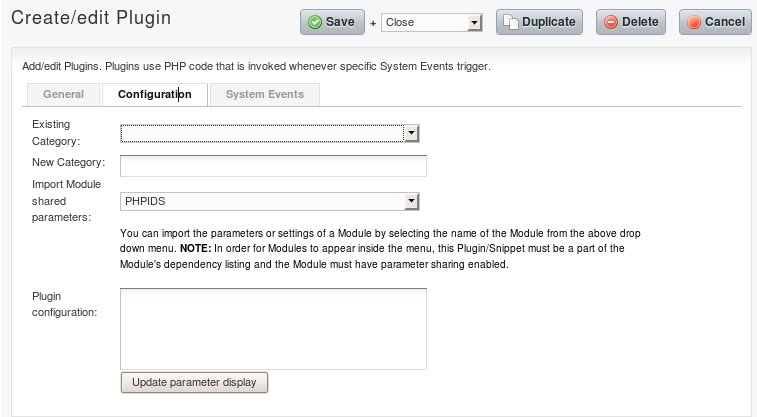 Create/edit Plugin
Save + Close Duplicate Delete Cancel
Add/edit Plugins. Plugins use PHP code that is invoked whenever specific System Events trigger.
General Configuration System Events
Existing
Category:
New Category:
Import Module
shared
parameters:
PHPIDS
You can import the parameters or settings of a Module by selecting the name of the Module from the above drop
down menu. NOTE: In order for Modules to appear inside the menu, this Plugin/Snippet must be a part of the
Module's dependency listing and the Module must have parameter sharing enabled.
Plugin
configuration:
Update parameter display